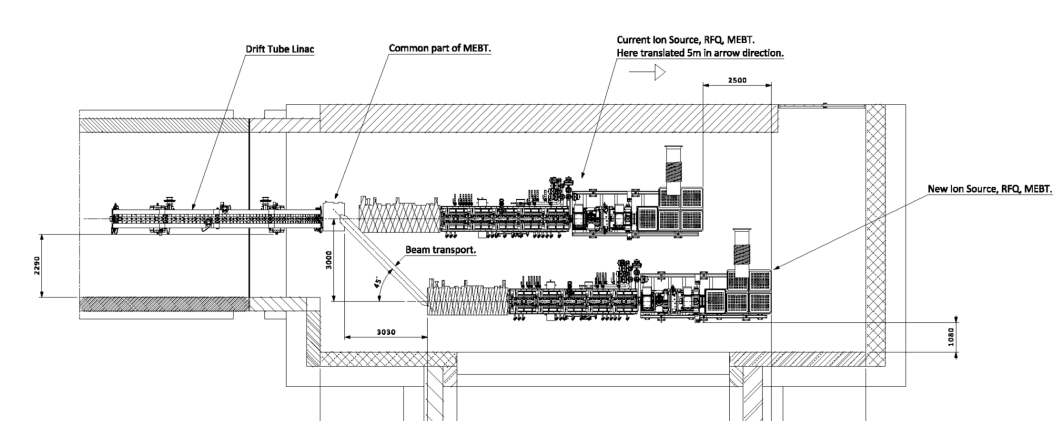 Current Ion Source, RFQ, MEBT.
Here translated 5m in arrow direction.
Drift Tube Linac
Common part of MEBT.
2500
New Ion Source, RFQ, MEBT.
Beam transport.
2290
3000
45°
3030
1080